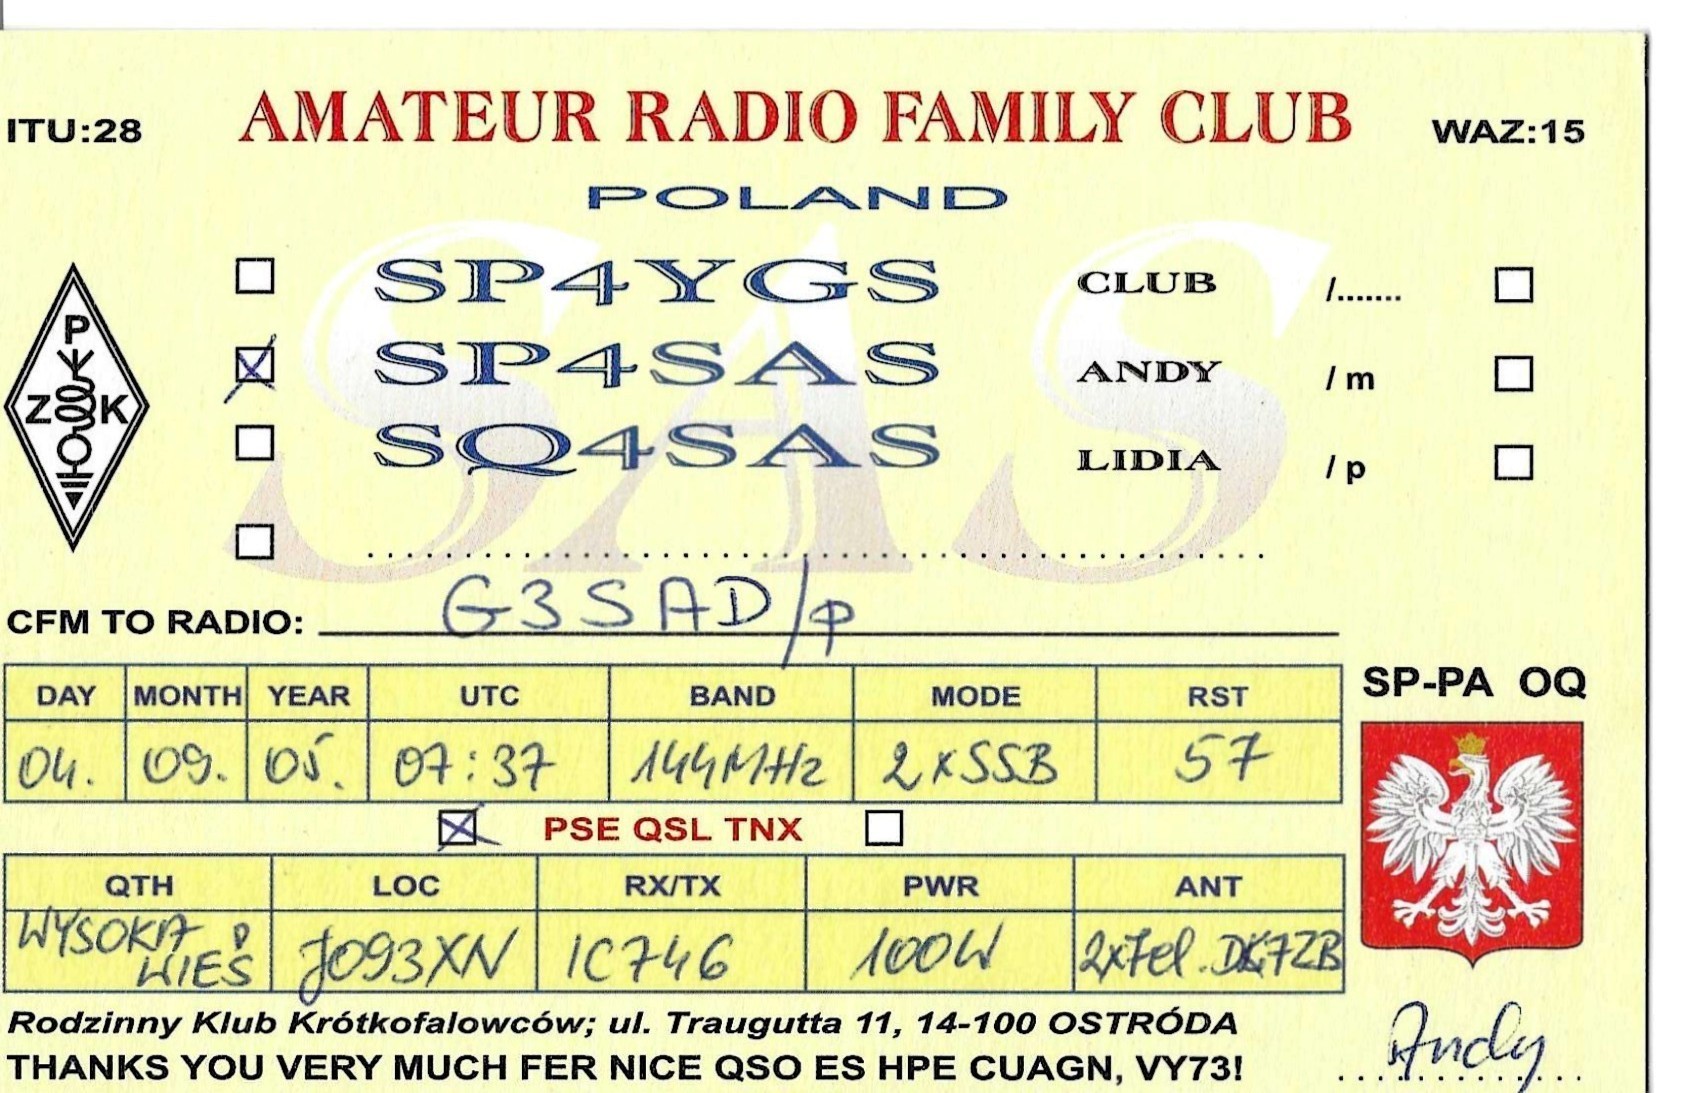 ITU:28 AMATEUR RADIO FAMILY CLUB WAZ:15
POLAND
SP4YGS CLUB /.......
SP4SAS ANDY / m
SQ4SAS LIDIA / p
SAS
P
Z K
CFM TO RADIO: G3SAD/p
DAY MONTH YEAR UTC BAND MODE RST
04. 09. 05. 07:37 144MHz 2xSSB 57
SP-PA OQ
PSE QSL TNX
QTH LOC RX/TX PWR ANT
WYSOKA WIEŚ JO93XN IC746 100W 2x7el. DK7ZB
Rodzinny Klub Krótkofalowców; ul. Traugutta 11, 14-100 OSTRÓDA
THANKS YOU VERY MUCH FER NICE QSO ES HPE CUAGN, VY73!
Andy